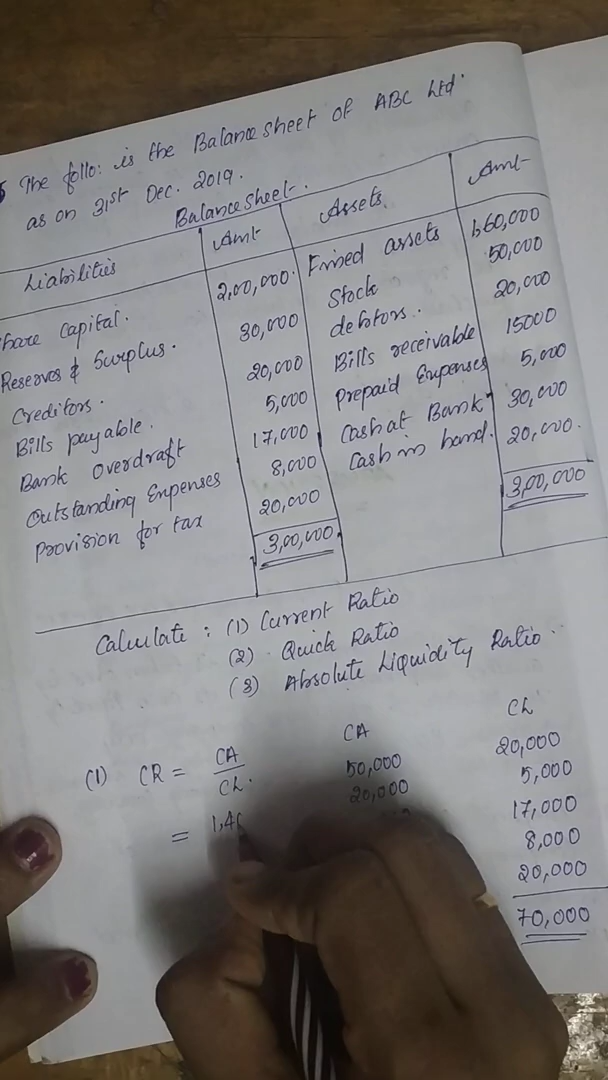 The follo: is the Balance sheet of ABC Ltd.
as on 31st Dec. 2019.
Balance sheet.
Liabilities Amt Assets Amt
Share Capital. 2,00,000 Fixed assets 1,60,000
Reserves & Surplus. 30,000 Stock 50,000
Creditors. 20,000 debtors. 20,000
Bills payable. 5,000 Bills receivable 15000
Bank Overdraft 17,000 Prepaid Expenses 5,000
Outstanding Expenses 8,000 Cash at Bank 30,000
Provision for tax 20,000 Cash in hand. 20,000.
3,00,000 3,00,000
Calculate : (1) Current Ratio
(2) Quick Ratio
(3) Absolute Liquidity Ratio.
(1) CR = CA CA CL
CL. 50,000 20,000
= 1,4 20,000 5,000
17,000
8,000
20,000
70,000